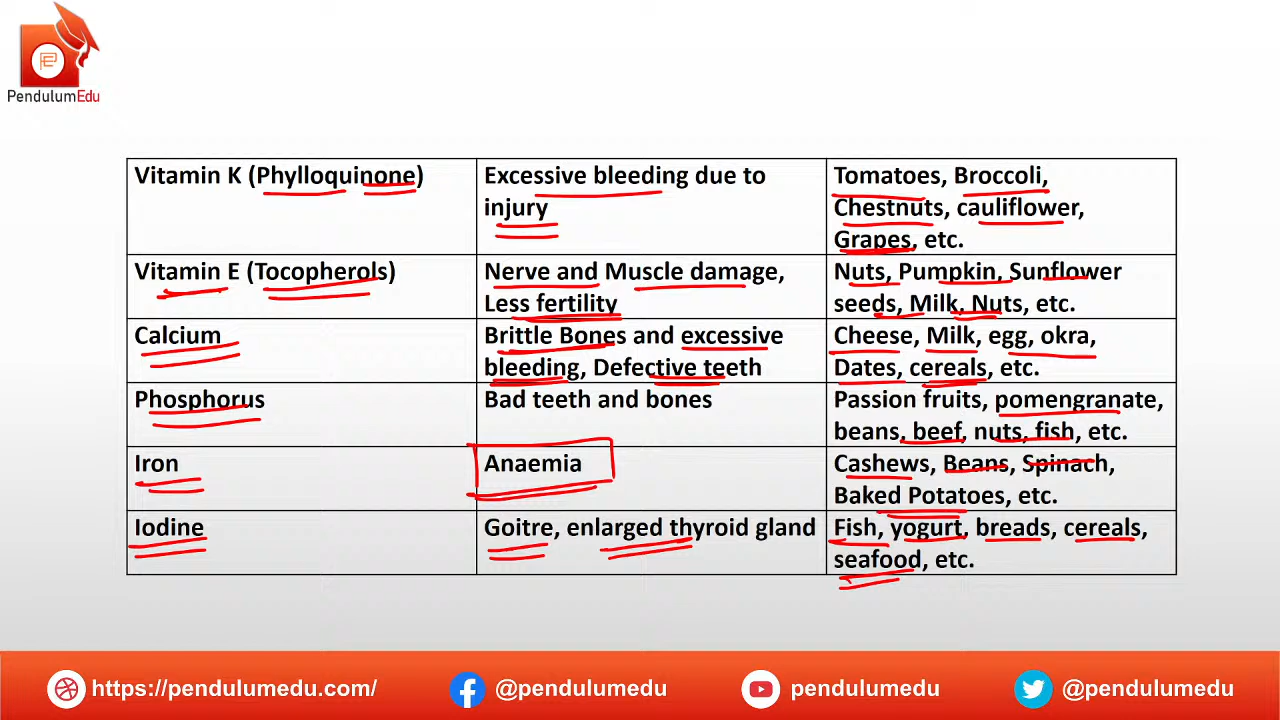 PendulumEdu
Vitamin K (Phylloquinone)
Excessive bleeding due to
injury
Tomatoes, Broccoli,
Chestnuts, cauliflower,
Grapes, etc.
Vitamin E (Tocopherols)
Nerve and Muscle damage,
Less fertility
Nuts, Pumpkin, Sunflower
seeds, Milk, Nuts, etc.
Calcium
Brittle Bones and excessive
bleeding, Defective teeth
Cheese, Milk, egg, okra,
Dates, cereals, etc.
Phosphorus
Bad teeth and bones
Passion fruits, pomengranate,
beans, beef, nuts, fish, etc.
Iron
Anaemia
Cashews, Beans, Spinach,
Baked Potatoes, etc.
Iodine
Goitre, enlarged thyroid gland
Fish, yogurt, breads, cereals,
seafood, etc.
https://pendulumedu.com/
@pendulumedu
pendulumedu
@pendulumedu